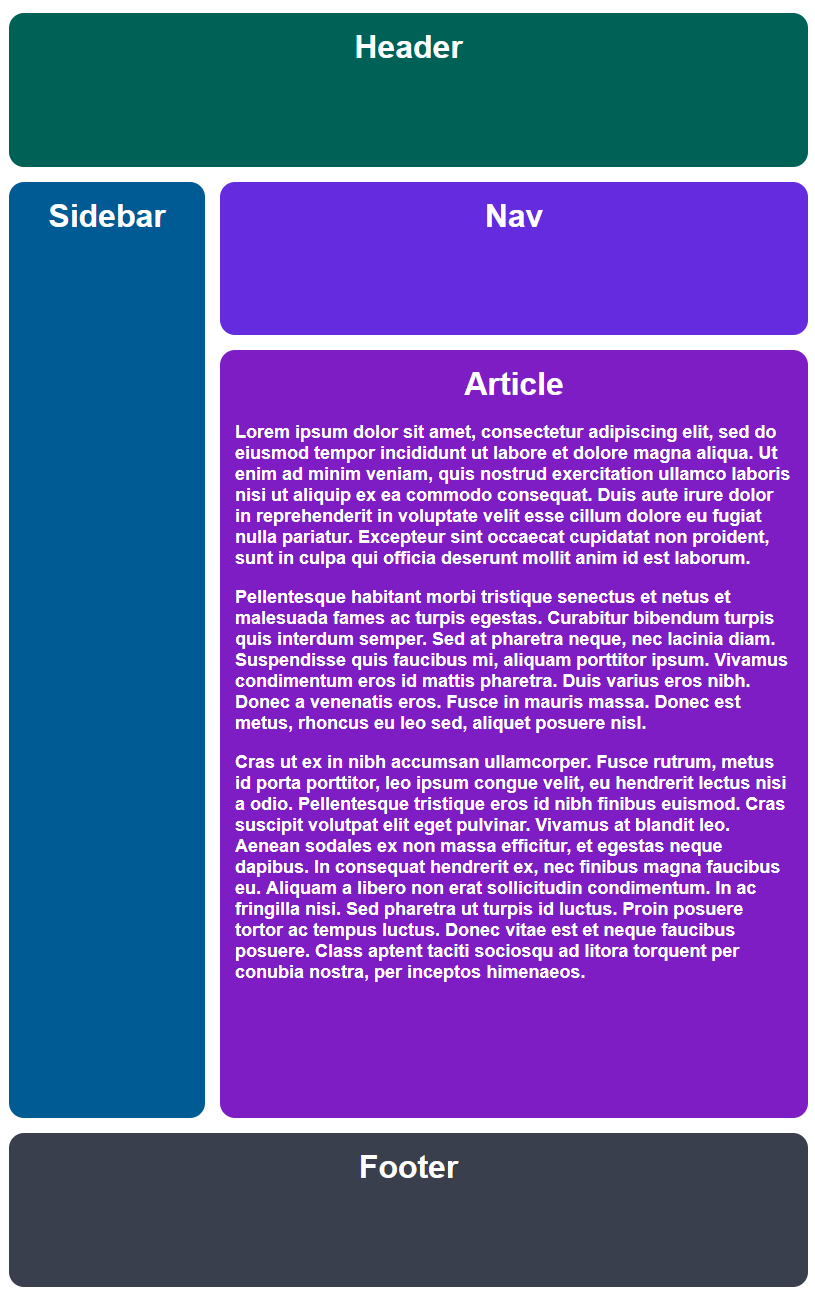 Header
Sidebar
Nav
Article
Lorem ipsum dolor sit amet, consectetur adipiscing elit, sed do
eiusmod tempor incididunt ut labore et dolore magna aliqua. Ut
enim ad minim veniam, quis nostrud exercitation ullamco laboris
nisi ut aliquip ex ea commodo consequat. Duis aute irure dolor
in reprehenderit in voluptate velit esse cillum dolore eu fugiat
nulla pariatur. Excepteur sint occaecat cupidatat non proident,
sunt in culpa qui officia deserunt mollit anim id est laborum.
Pellentesque habitant morbi tristique senectus et netus et
malesuada fames ac turpis egestas. Curabitur bibendum turpis
quis interdum semper. Sed at pharetra neque, nec lacinia diam.
Suspendisse quis faucibus mi, aliquam porttitor ipsum. Vivamus
condimentum eros id mattis pharetra. Duis varius eros nibh.
Donec a venenatis eros. Fusce in mauris massa. Donec est
metus, rhoncus eu leo sed, aliquet posuere nisl.
Cras ut ex in nibh accumsan ullamcorper. Fusce rutrum, metus
id porta porttitor, leo ipsum congue velit, eu hendrerit lectus nisi
a odio. Pellentesque tristique eros id nibh finibus euismod. Cras
suscipit volutpat elit eget pulvinar. Vivamus at blandit leo.
Aenean sodales ex non massa efficitur, et egestas neque
dapibus. In consequat hendrerit ex, nec finibus magna faucibus
eu. Aliquam a libero non erat sollicitudin condimentum. In ac
fringilla nisi. Sed pharetra ut turpis id luctus. Proin posuere
tortor ac tempus luctus. Donec vitae est et neque faucibus
posuere. Class aptent taciti sociosqu ad litora torquent per
conubia nostra, per inceptos himenaeos.
Footer